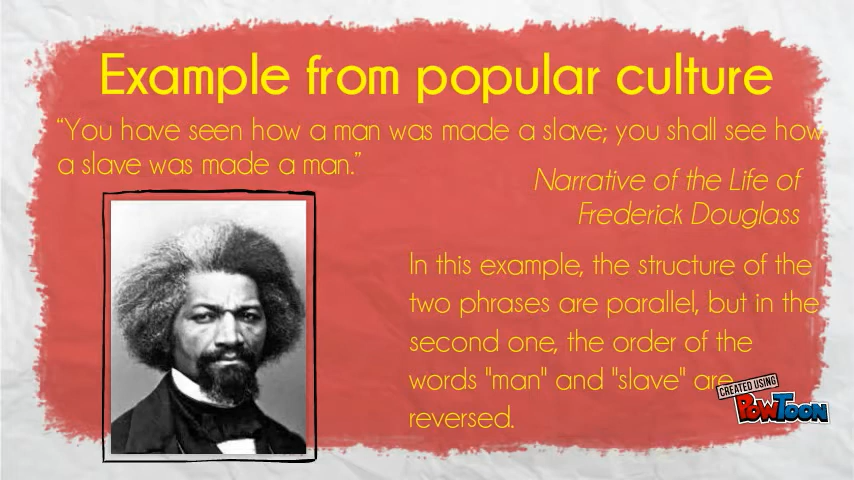 Example from popular culture
“You have seen how a man was made a slave; you shall see how
a slave was made a man.”
Narrative of the Life of
Frederick Douglass
In this example, the structure of the
two phrases are parallel, but in the
second one, the order of the
words "man" and "slave" are
reversed.
CREATED USING
POWTOON